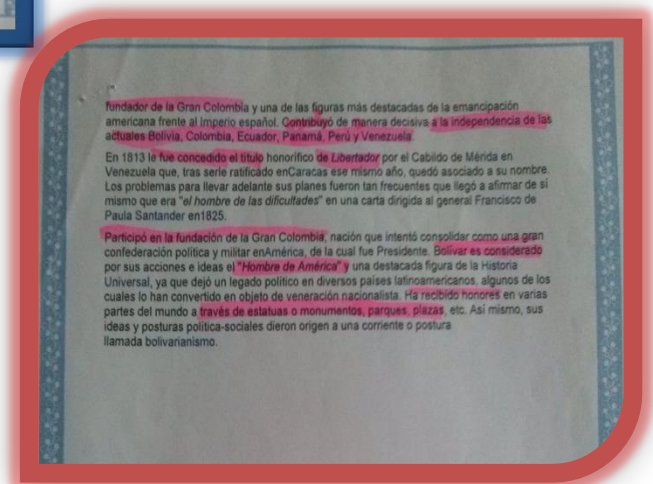 fundador de la Gran Colombia y una de las figuras más destacadas de la emancipación
americana frente al Imperio español. Contribuyó de manera decisiva a la independencia de las
actuales Bolivia, Colombia, Ecuador, Panamá, Perú y Venezuela.
En 1813 le fue concedido el título honorífico de Libertador por el Cabildo de Mérida en
Venezuela que, tras serle ratificado enCaracas ese mismo año, quedó asociado a su nombre.
Los problemas para llevar adelante sus planes fueron tan frecuentes que llegó a afirmar de sí
mismo que era "el hombre de las dificultades" en una carta dirigida al general Francisco de
Paula Santander en1825.
Participó en la fundación de la Gran Colombia, nación que intentó consolidar como una gran
confederación política y militar enAmérica, de la cual fue Presidente. Bolívar es considerado
por sus acciones e ideas el "Hombre de América" y una destacada figura de la Historia
Universal, ya que dejó un legado político en diversos países latinoamericanos, algunos de los
cuales lo han convertido en objeto de veneración nacionalista. Ha recibido honores en varias
partes del mundo a través de estatuas o monumentos, parques, plazas, etc. Así mismo, sus
ideas y posturas política-sociales dieron origen a una corriente o postura
llamada bolivarianismo.